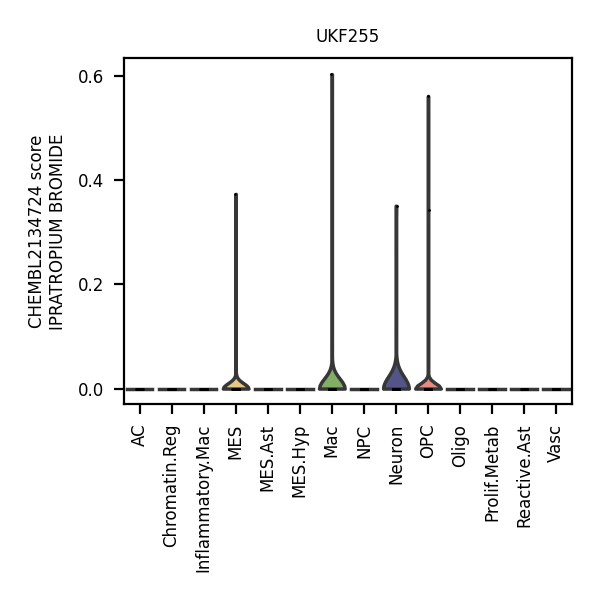 UKF255
CHEMBL2134724 score
IPRATROPIUM BROMIDE
0.6
0.4
0.2
0.0
AC
Chromatin.Reg
Inflammatory.Mac
MES
MES.Ast
MES.Hyp
Mac
NPC
Neuron
OPC
Oligo
Prolif.Metab
Reactive.Ast
Vasc